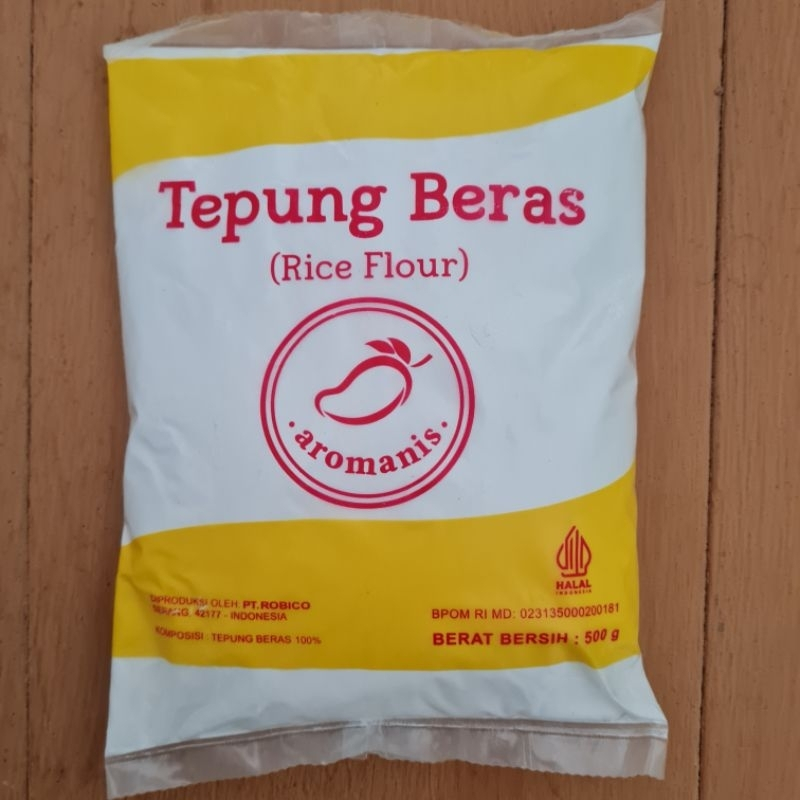 Tepung Beras
(Rice Flour)
·aromanis·
HALAL
INDONESIA
DIPRODUKSI OLEH: PT.ROBICO
SERANG, 42177 - INDONESIA
KOMPOSISI : TEPUNG BERAS 100%
BPOM RI MD: 023135000200181
BERAT BERSIH : 500 g